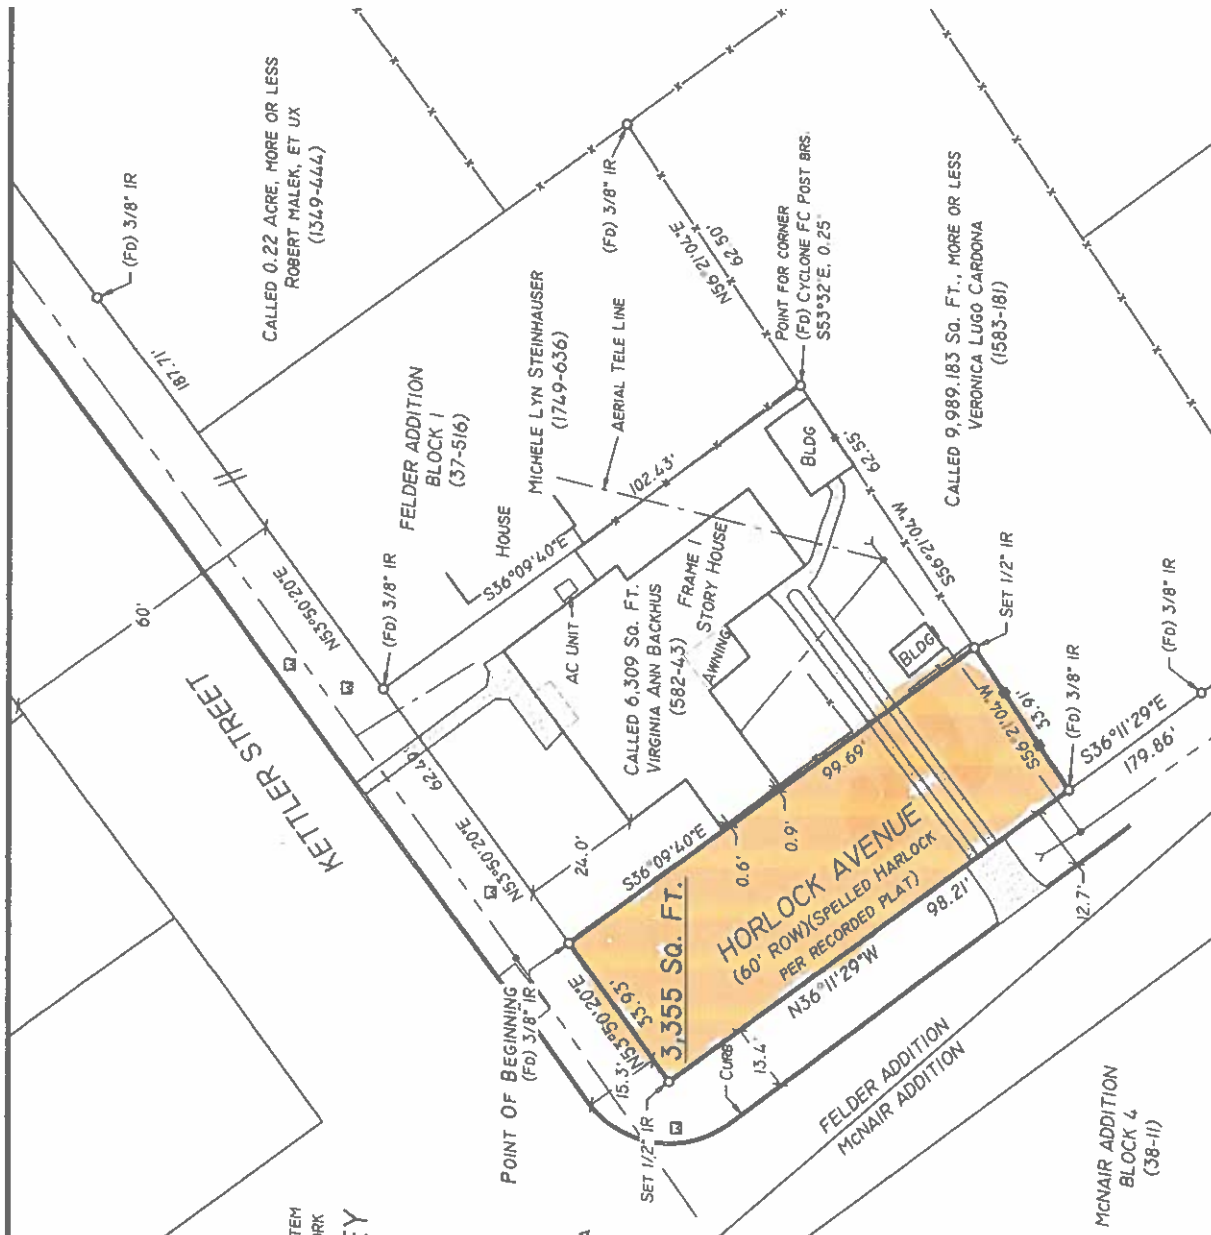 CALLED 0.22 ACRE, MORE OR LESS
ROBERT MALEK, ET UX
(1349-444)
(FD) 3/8" IR
187.71'
60'
KETTLER STREET
N53°50'20"E
(FD) 3/8" IR
FELDER ADDITION
BLOCK 1
(37-516)
HOUSE
MICHELE LYN STEINHAUSER
(1749-636)
AERIAL TELE LINE
(FD) 3/8" IR
N56°21'04"E
62.50'
POINT FOR CORNER
(FD) CYCLONE FC POST BRS.
S53°32'E, 0.25'
S36°09'40"E
102.43'
AC UNIT
CALLED 6,309 SQ. FT.
VIRGINIA ANN BACKHUS
(582-43)
FRAME 1
STORY HOUSE
AWNING
BLDG
BLDG
62.55'
S56°21'04"W
CALLED 9,989.183 SQ. FT., MORE OR LESS
VERONICA LUGO CARDONA
(1583-181)
SET 1/2" IR
N53°50'20"E
24.0'
S36°09'40"E
99.69'
0.6'
0.9'
POINT OF BEGINNING
(FD) 3/8" IR
N53°50'20"E
33.93'
15.3'
3,355 SQ. FT.
HORLOCK AVENUE
(60' ROW)(SPELLED HARLOCK
PER RECORDED PLAT)
N36°11'29"W
98.21'
S56°21'04"W
33.91'
(FD) 3/8" IR
S36°11'29"E
179.86'
(FD) 3/8" IR
12.7'
SET 1/2" IR
CURB
13.4'
FELDER ADDITION
MCNAIR ADDITION
MCNAIR ADDITION
BLOCK 4
(38-11)
TEM
EY